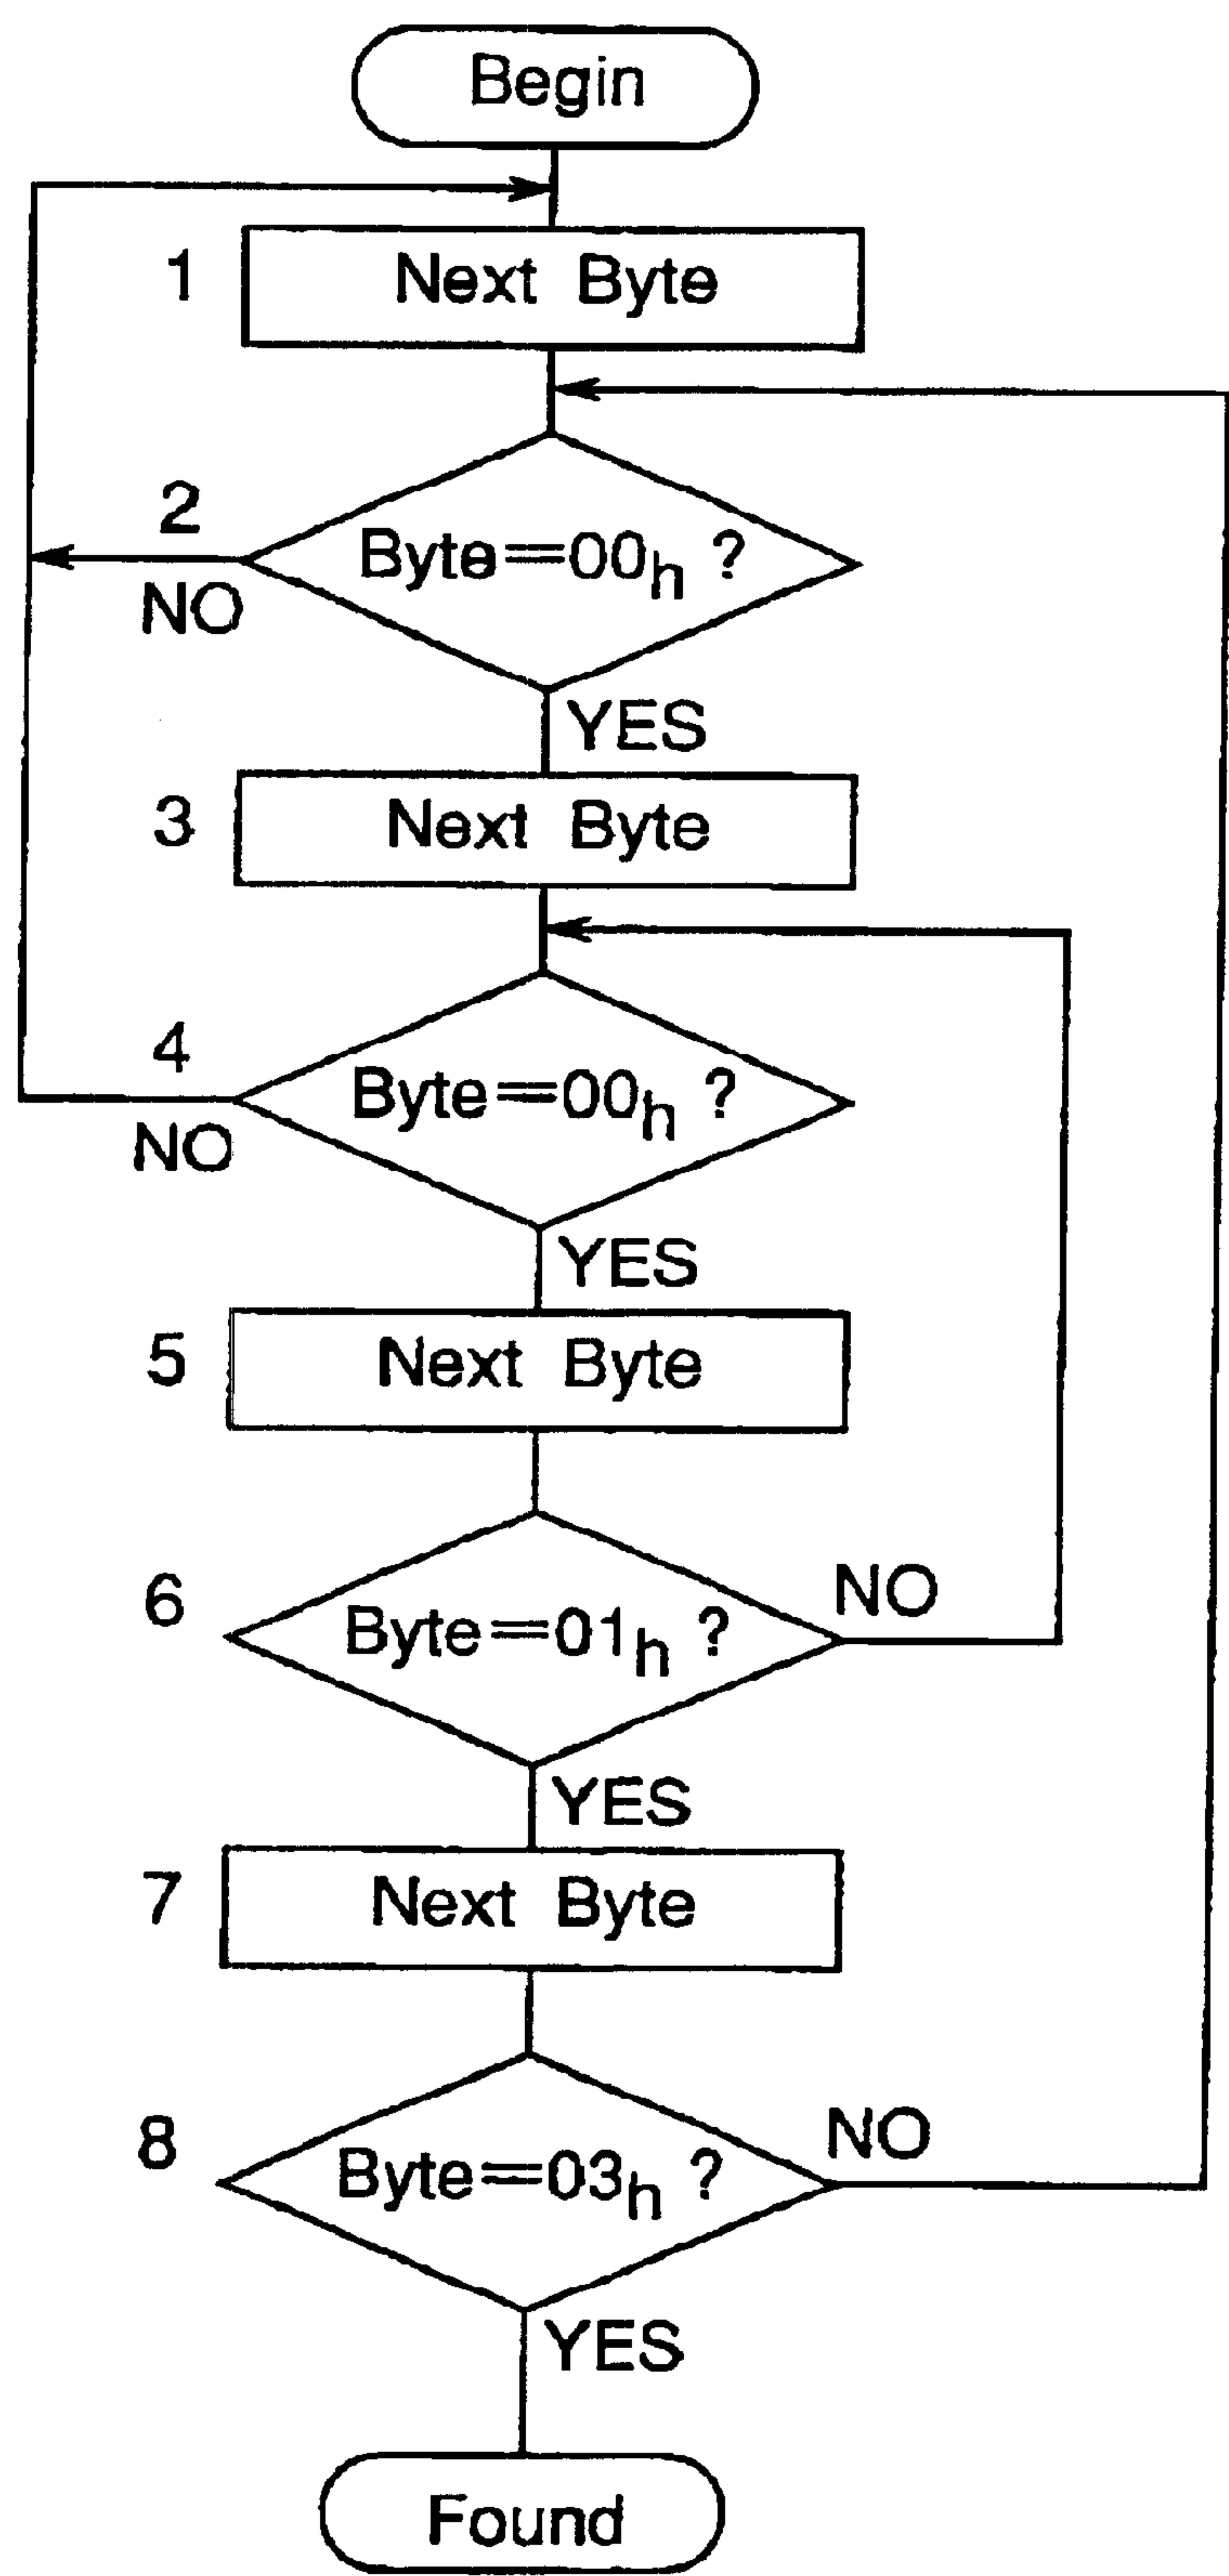 Begin
1
Next Byte
2
Byte=00h ?
NO
YES
3
Next Byte
4
Byte=00h ?
NO
YES
5
Next Byte
6
Byte=01h ?
NO
YES
7
Next Byte
8
Byte=03h ?
NO
YES
Found